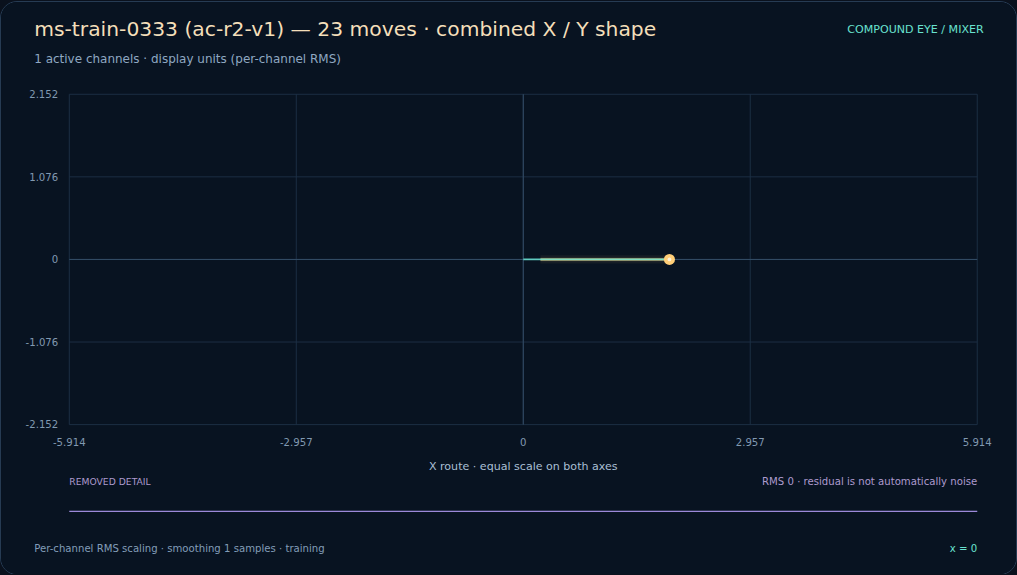 ms-train-0333 (ac-r2-v1) — 23 moves · combined X / Y shape
COMPOUND EYE / MIXER
1 active channels · display units (per-channel RMS)
2.152
1.076
0
-1.076
-2.152
-5.914
-2.957
0
2.957
5.914
X route · equal scale on both axes
REMOVED DETAIL
RMS 0 · residual is not automatically noise
Per-channel RMS scaling · smoothing 1 samples · training
x = 0